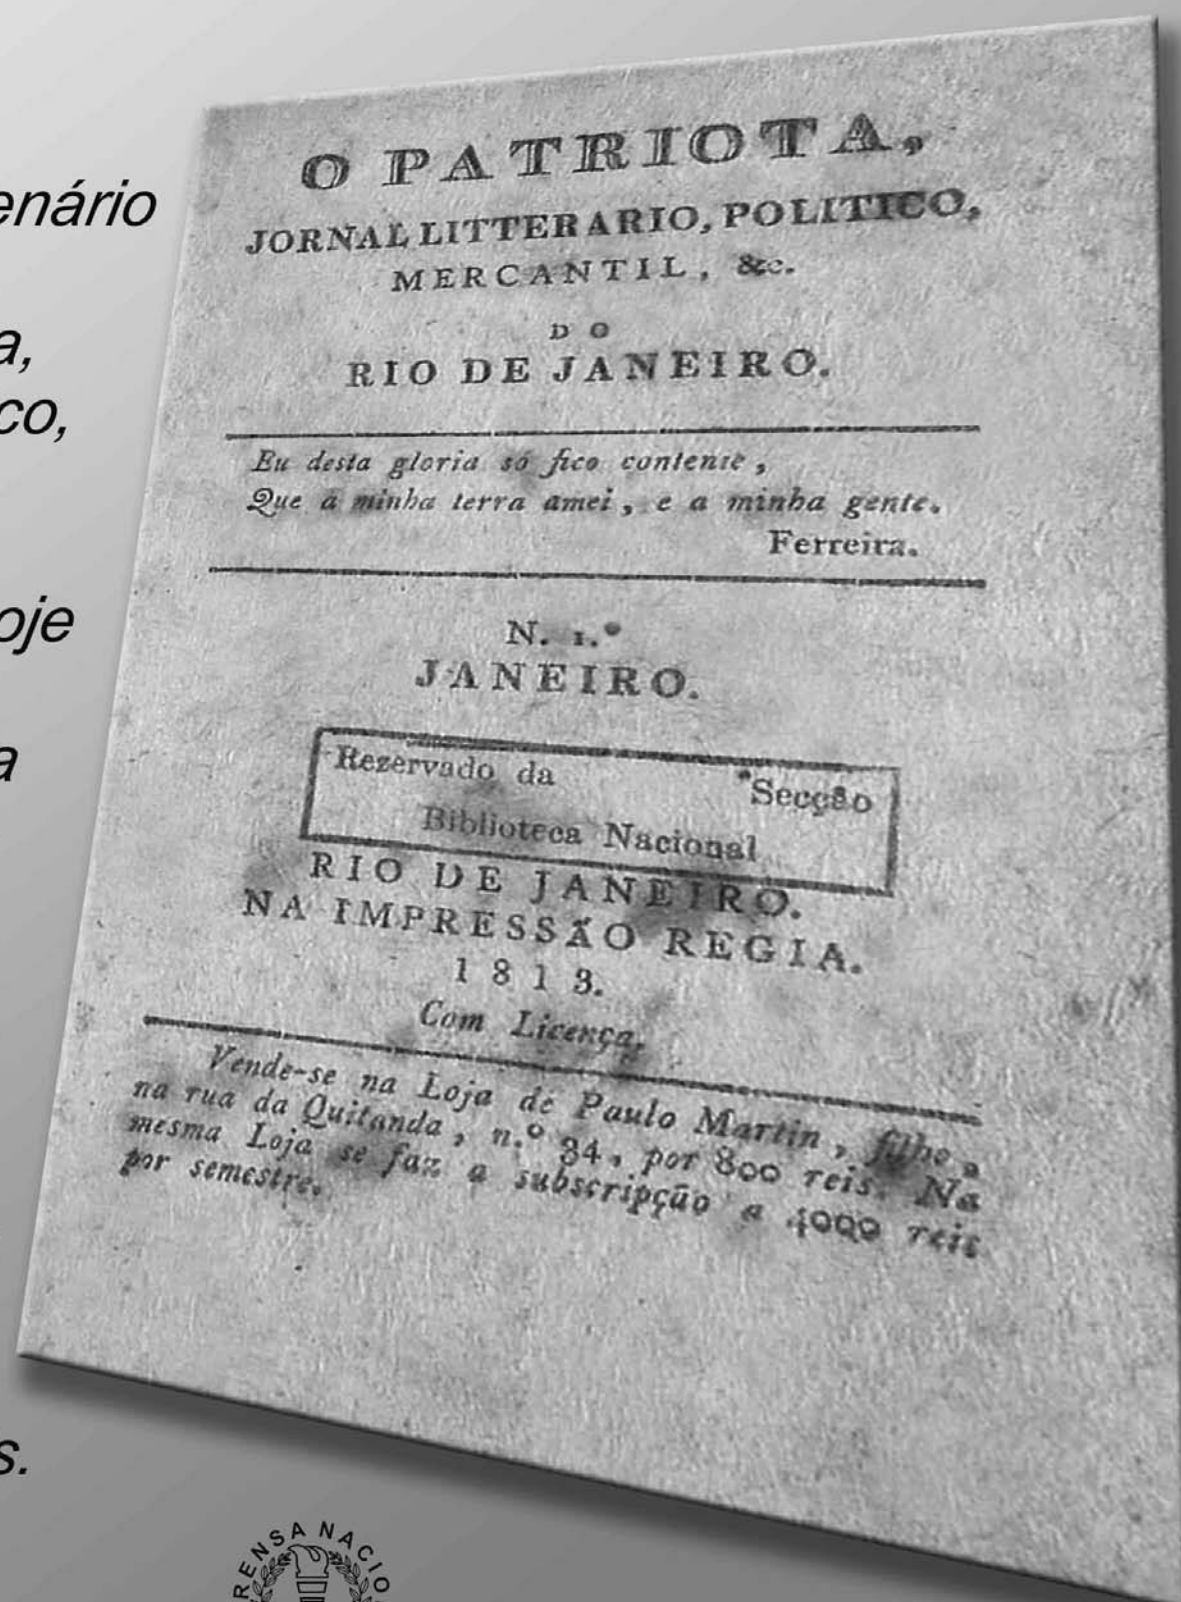 enário
a,
co,
oje
a
s.
O PATRIOTA,
JORNAL LITTERARIO, POLITICO,
MERCANTIL, &c.
DO
RIO DE JANEIRO.
Eu desta gloria só fico contente,
Que a minha terra amei, e a minha gente.
Ferreira.
N. 1.º
JANEIRO.
Rezervado da Secção
Biblioteca Nacional
RIO DE JANEIRO.
NA IMPRESSÃO REGIA.
1813.
Com Licença.
Vende-se na Loja de Paulo Martin, filho,
na rua da Quitanda, n.º 34, por 800 reis. Na
mesma Loja se faz a subscripção a 4000 reis
por semestre.
RENSA NACIO